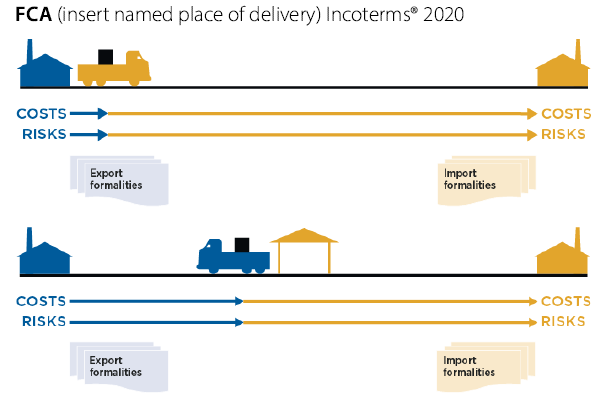 FCA (insert named place of delivery) Incoterms® 2020
COSTS COSTS
RISKS RISKS
Export
formalities
Import
formalities
COSTS COSTS
RISKS RISKS
Export
formalities
Import
formalities